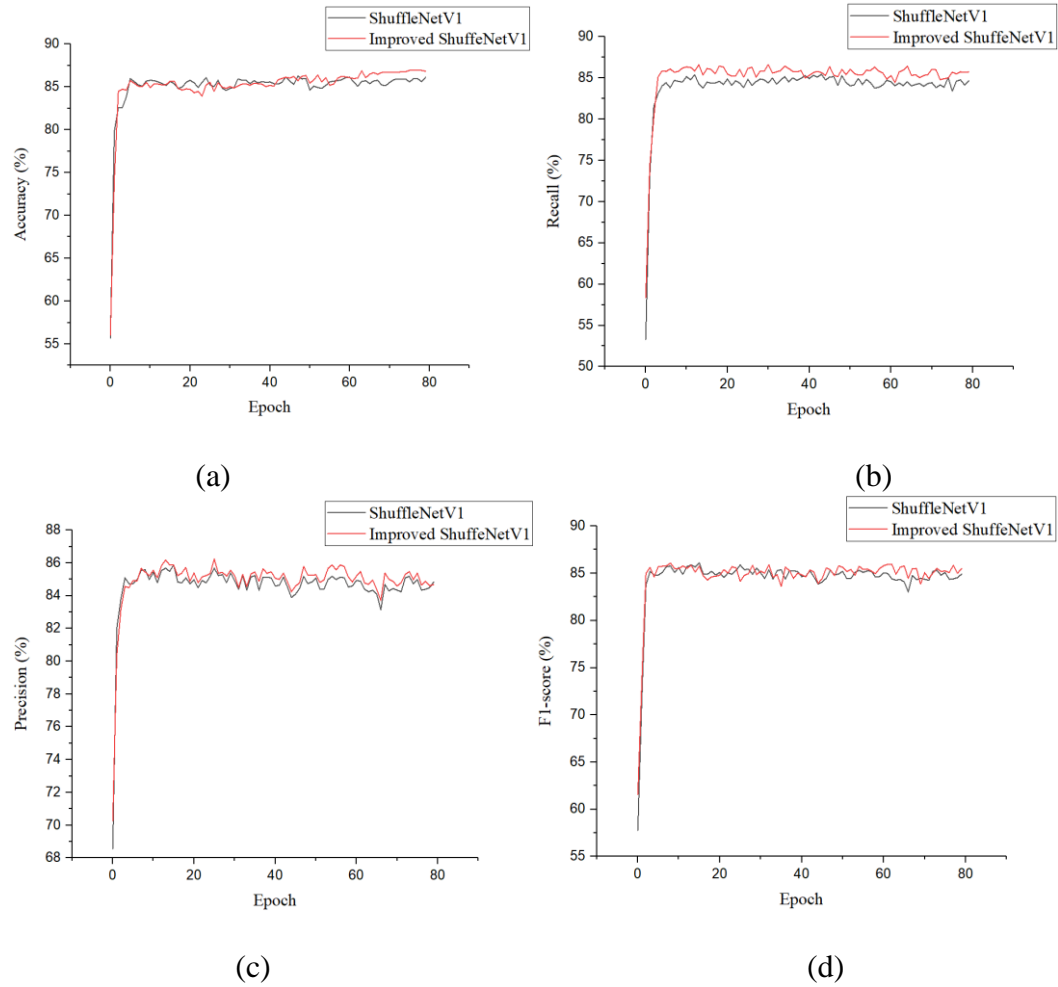 ShuffleNetV1
Improved ShuffeNetV1
90
85
80
75
70
65
60
55
Accuracy (%)
0
20
40
60
80
Epoch
(a)
ShuffleNetV1
Improved ShuffeNetV1
90
85
80
75
70
65
60
55
50
Recall (%)
0
20
40
60
80
Epoch
(b)
ShuffleNetV1
Improved ShuffeNetV1
88
86
84
82
80
78
76
74
72
70
68
Precision (%)
0
20
40
60
80
Epoch
(c)
ShuffleNetV1
Improved ShuffeNetV1
90
85
80
75
70
65
60
55
F1-score (%)
0
20
40
60
80
Epoch
(d)